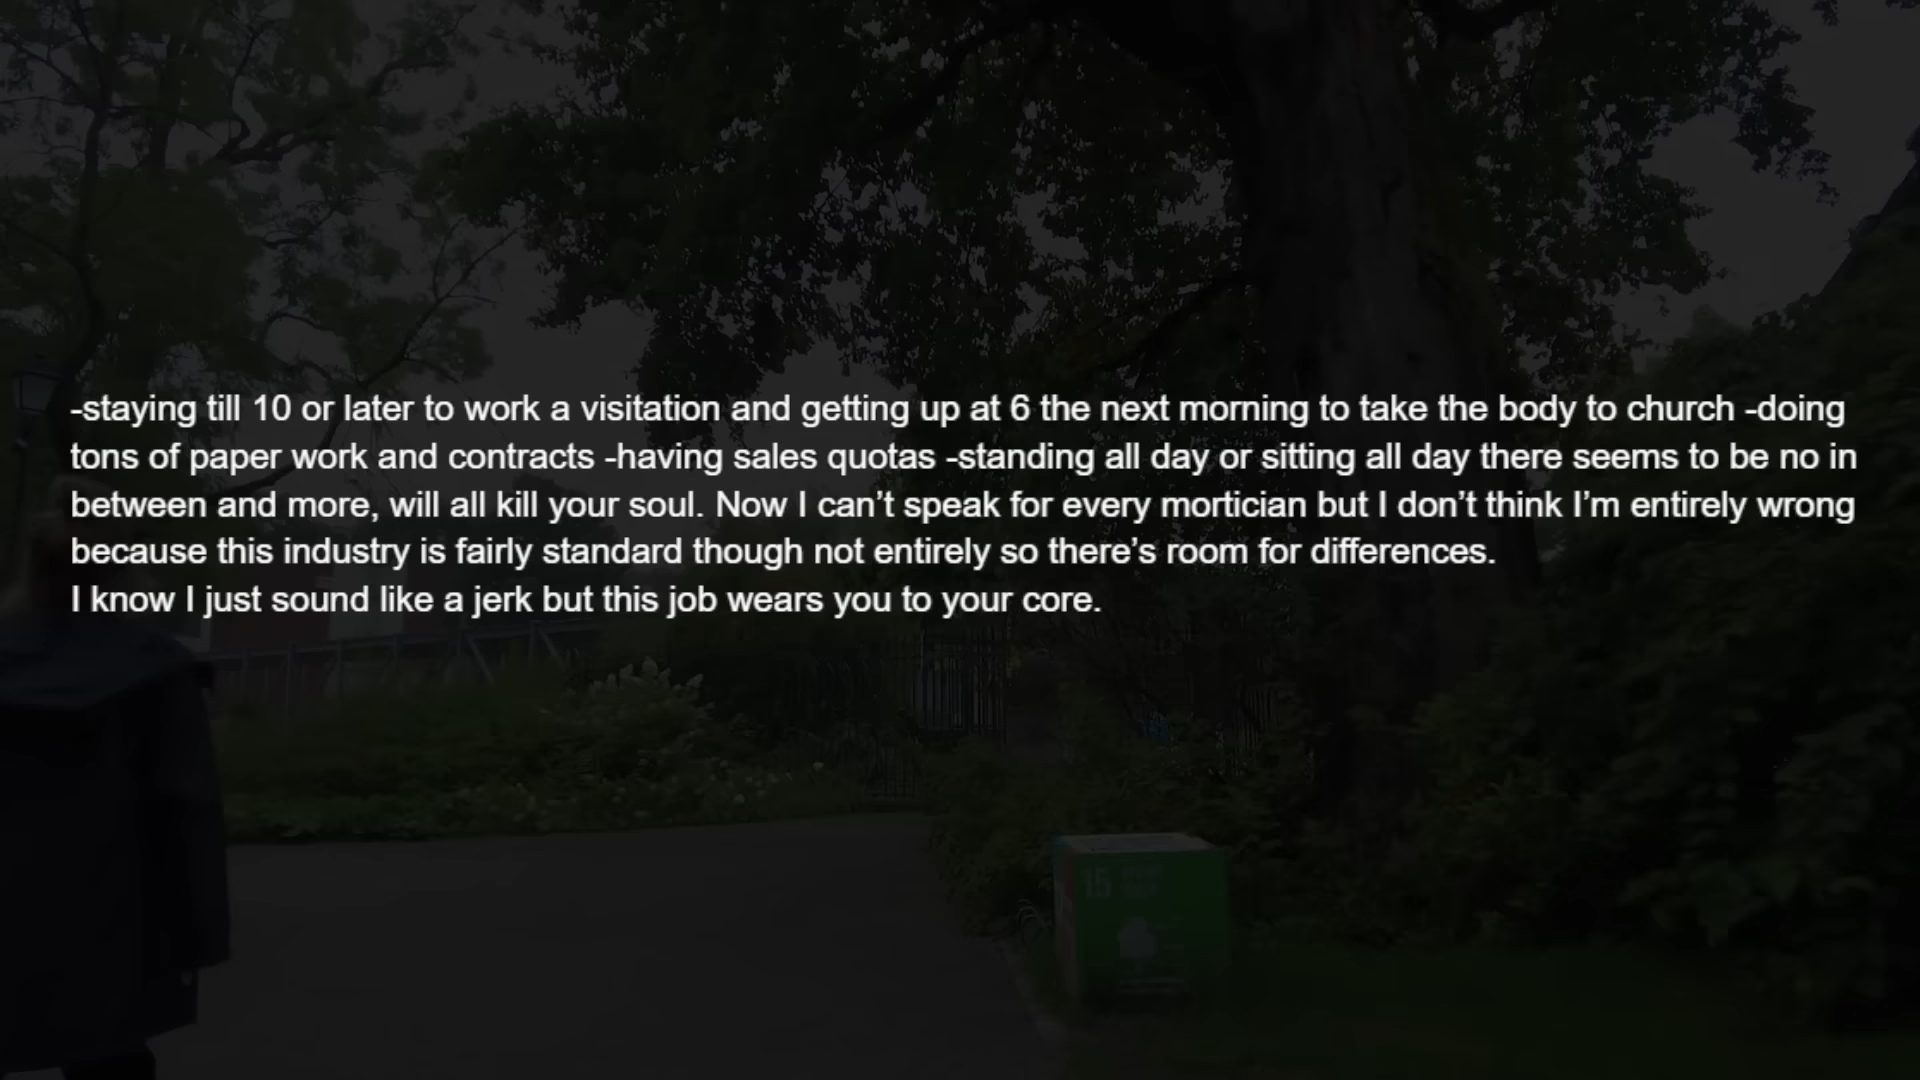 -staying till 10 or later to work a visitation and getting up at 6 the next morning to take the body to church -doing
tons of paper work and contracts -having sales quotas -standing all day or sitting all day there seems to be no in
between and more, will all kill your soul. Now I can’t speak for every mortician but I don’t think I’m entirely wrong
because this industry is fairly standard though not entirely so there’s room for differences.
I know I just sound like a jerk but this job wears you to your core.
15